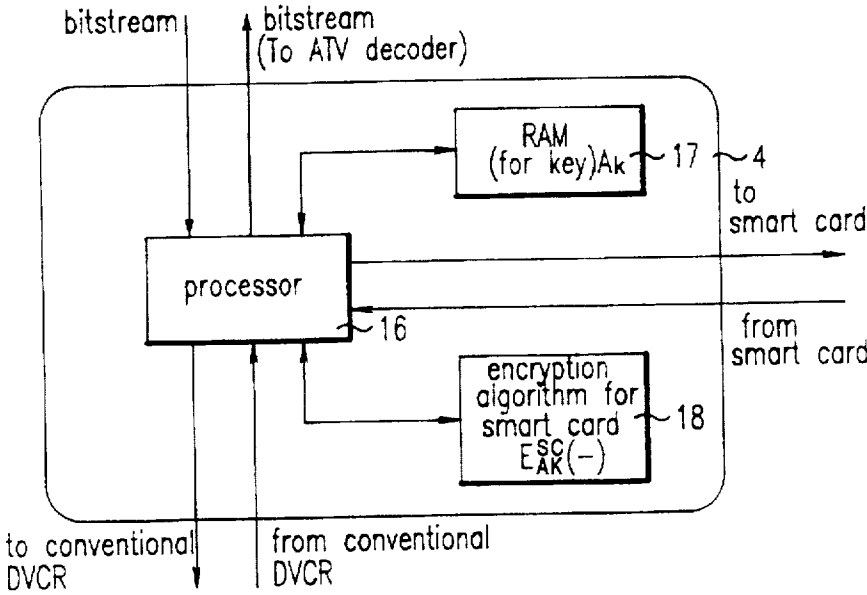 bitstream
bitstream
(To ATV decoder)
RAM
(for key)Ak
17
4
to
smart card
processor
16
from
smart card
encryption
algorithm for
smart card
E^SC_AK(-)
18
to conventional
DVCR
from conventional
DVCR